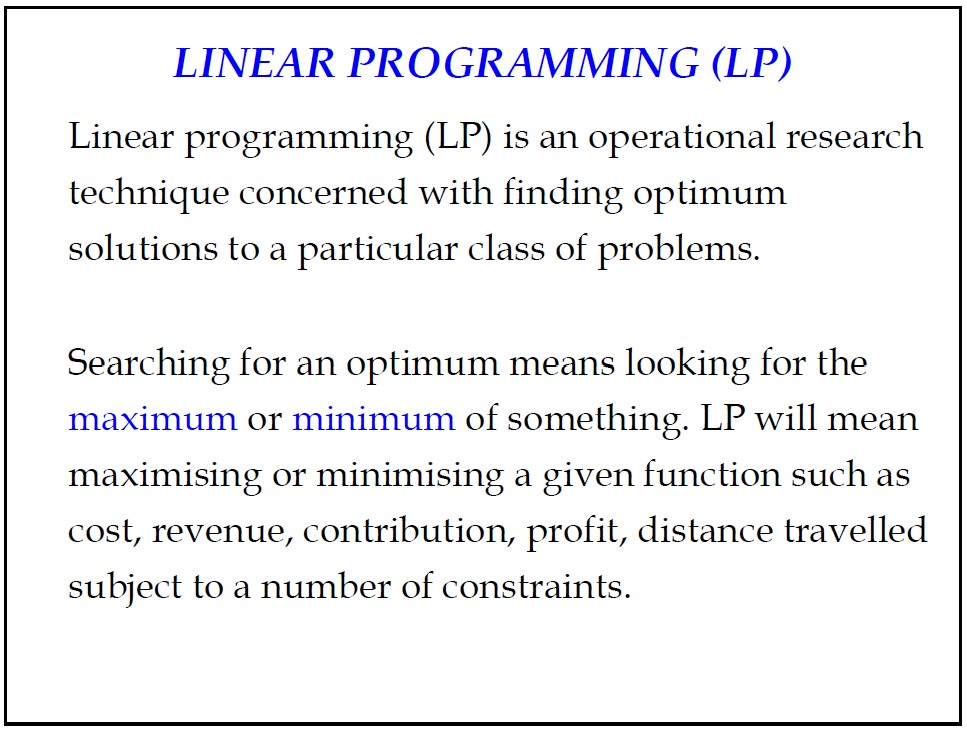 LINEAR PROGRAMMING (LP)
Linear programming (LP) is an operational research
technique concerned with finding optimum
solutions to a particular class of problems.
Searching for an optimum means looking for the
maximum or minimum of something. LP will mean
maximising or minimising a given function such as
cost, revenue, contribution, profit, distance travelled
subject to a number of constraints.